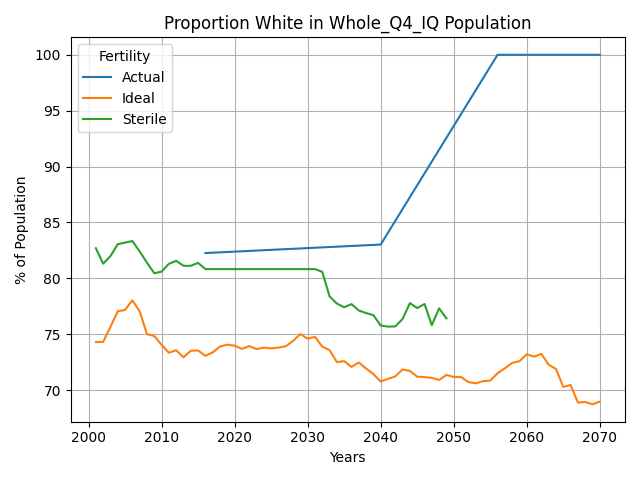 Proportion White in Whole_Q4_IQ Population
Fertility
Actual
Ideal
Sterile
% of Population
100
95
90
85
80
75
70
2000 2010 2020 2030 2040 2050 2060 2070
Years